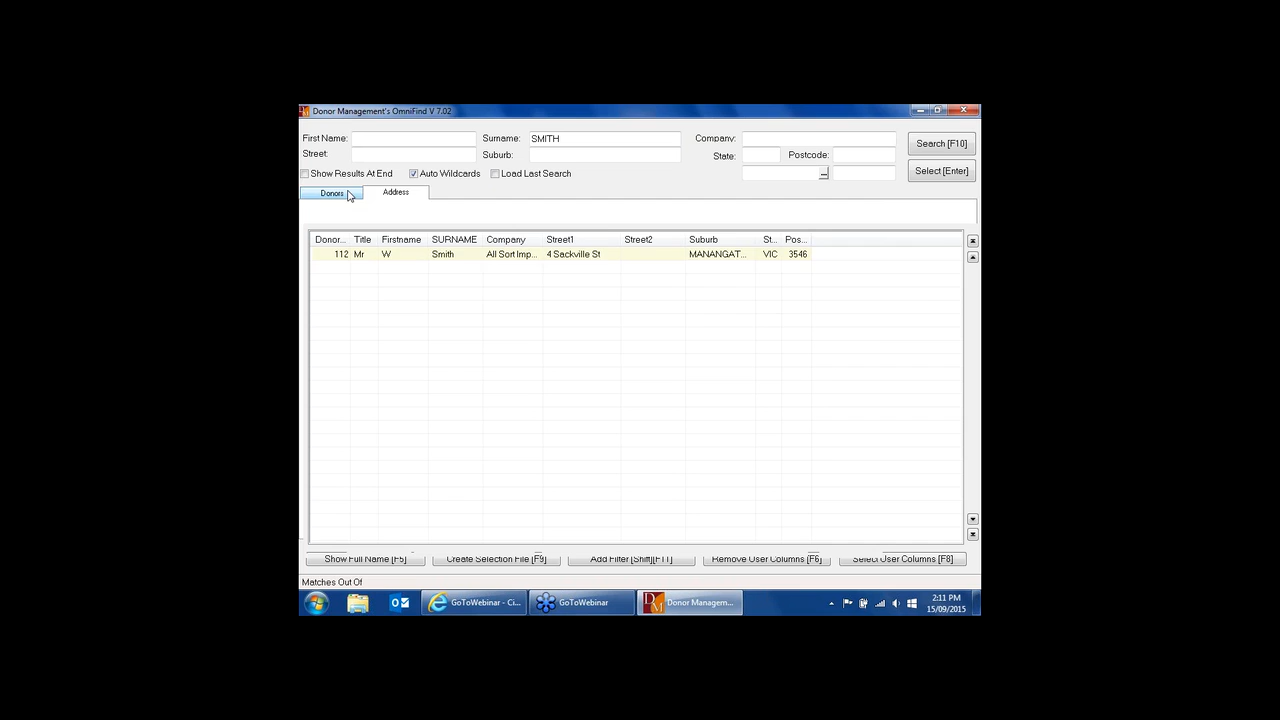 Donor Management's OmniFind V 7.02
First Name: Surname: SMITH Company: Search [F10]
Street: Suburb: State: Postcode:
Show Results At End Auto Wildcards Load Last Search Select [Enter]
Donors Address
Donor... Title Firstname SURNAME Company Street1 Street2 Suburb St... Pos...
112 Mr W Smith All Sort Imp... 4 Sackville St MANANGAT... VIC 3546
Show Full Name [F5] Create Selection File [F9] Add Filter [Shift][F11] Remove User Columns [F6] Select User Columns [F8]
Matches Out Of
GoToWebinar - Ci... GoToWebinar Donor Managem... 2:11 PM
15/09/2015